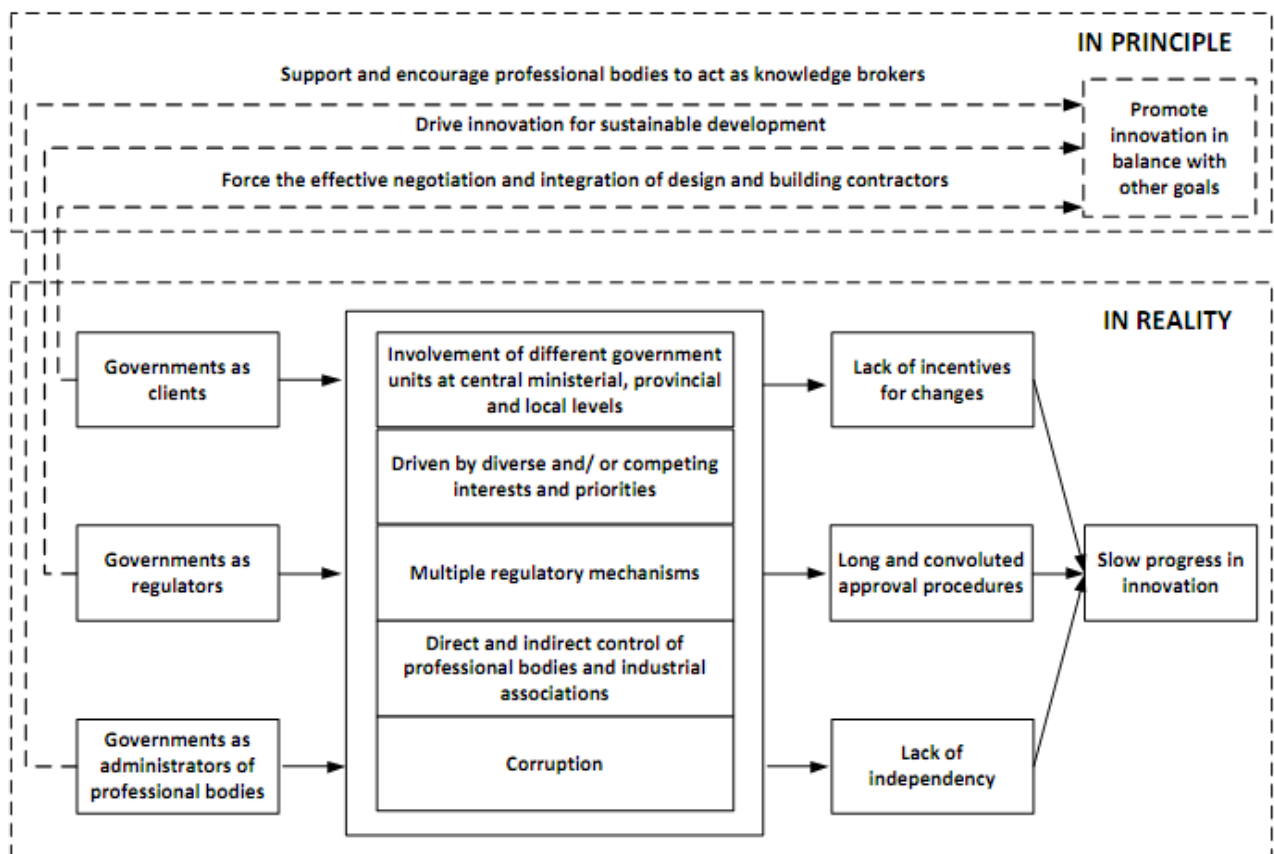 IN PRINCIPLE
Support and encourage professional bodies to act as knowledge brokers
Drive innovation for sustainable development
Force the effective negotiation and integration of design and building contractors
Promote
innovation in
balance with
other goals
IN REALITY
Governments as
clients
Involvement of different government
units at central ministerial, provincial
and local levels
Lack of incentives
for changes
Driven by diverse and/ or competing
interests and priorities
Governments as
regulators
Multiple regulatory mechanisms
Long and convoluted
approval procedures
Slow progress in
innovation
Direct and indirect control of
professional bodies and industrial
associations
Governments as
administrators of
professional bodies
Corruption
Lack of
independency